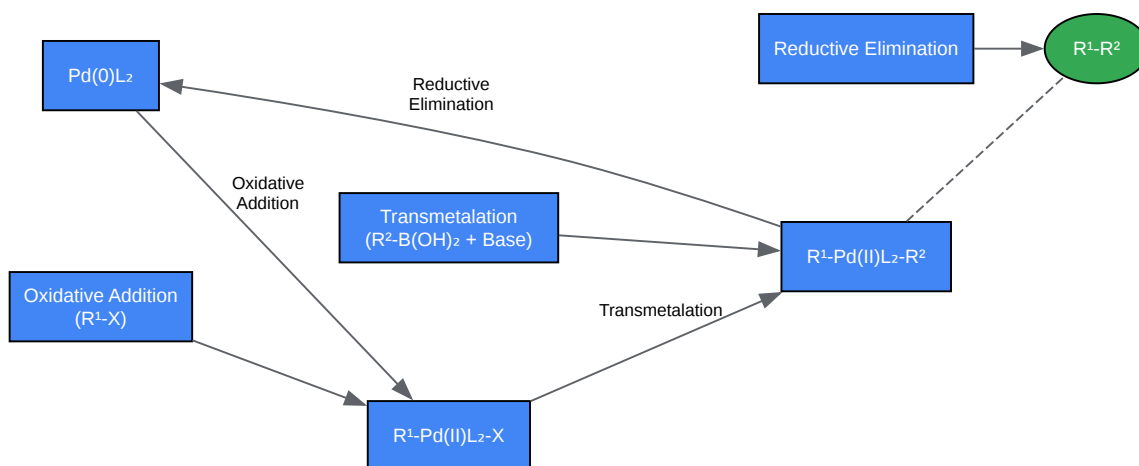 Reductive Elimination
R¹-R²
Pd(0)L₂
Reductive
Elimination
Oxidative
Addition
Transmetalation
(R²-B(OH)₂ + Base)
R¹-Pd(II)L₂-R²
Oxidative Addition
(R¹-X)
Transmetalation
R¹-Pd(II)L₂-X